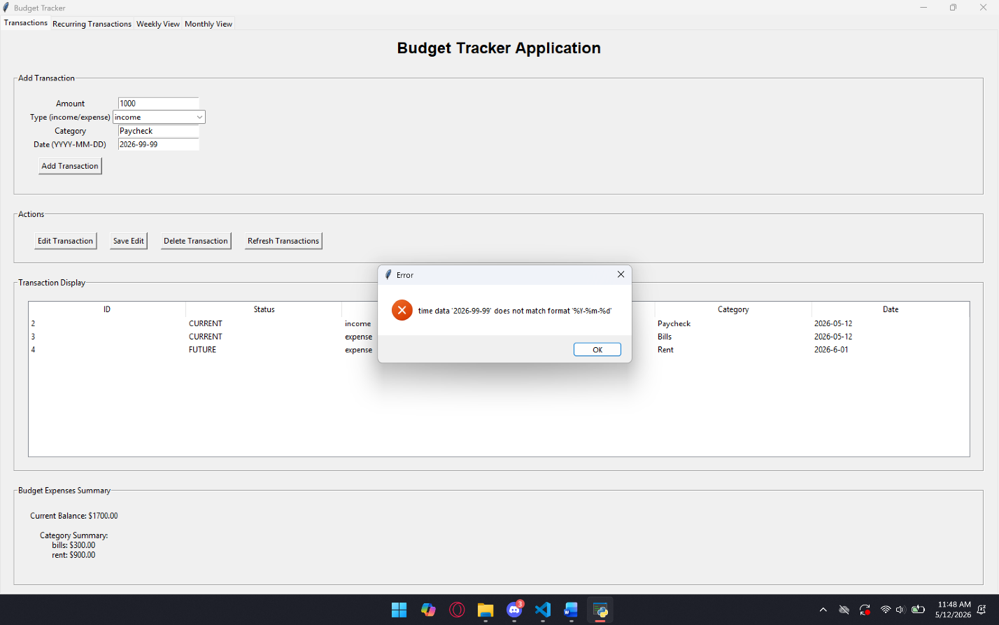 Budget Tracker
Transactions Recurring Transactions Weekly View Monthly View
Budget Tracker Application
Add Transaction
Amount 1000
Type (income/expense) income
Category Paycheck
Date (YYYY-MM-DD) 2026-99-99
Add Transaction
Actions
Edit Transaction Save Edit Delete Transaction Refresh Transactions
Error
time data '2026-99-99' does not match format '%Y-%m-%d'
OK
Transaction Display
ID Status Category Date
2 CURRENT income Paycheck 2026-05-12
3 CURRENT expense Bills 2026-05-12
4 FUTURE expense Rent 2026-6-01
Budget Expenses Summary
Current Balance: $1700.00
Category Summary:
bills: $300.00
rent: $900.00
3
11:48 AM
5/12/2026